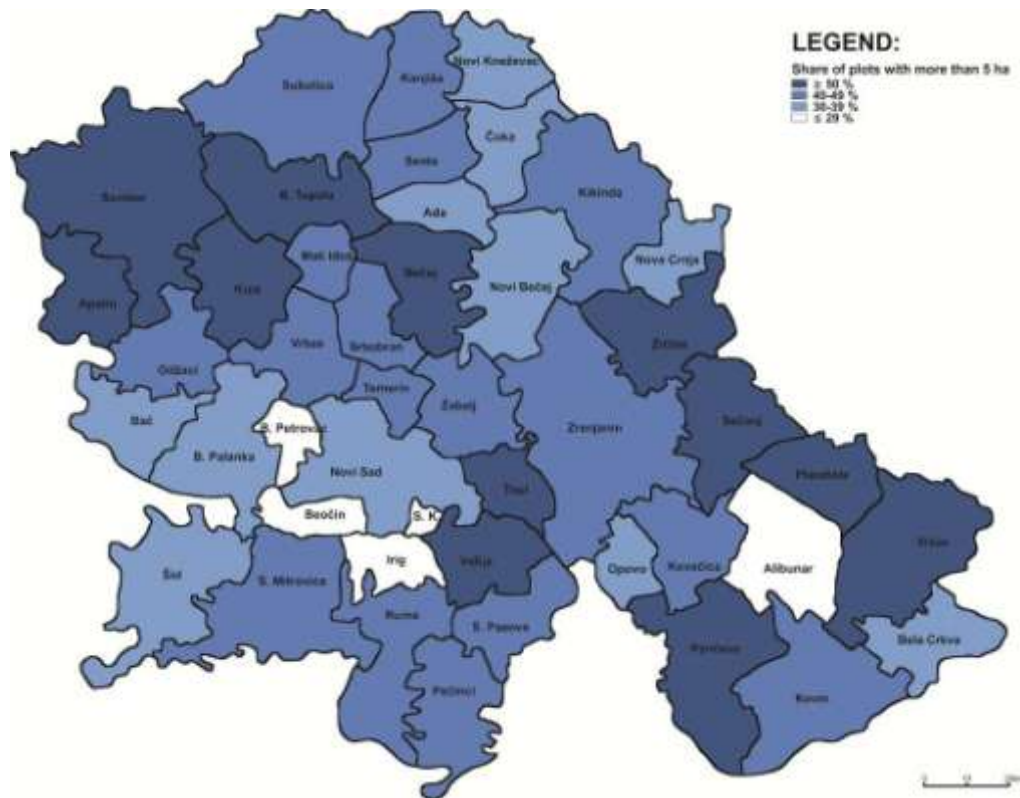 LEGEND:
Share of plots with more than 5 ha
≥ 50 %
40-49 %
30-39 %
≤ 29 %
Novi Kneževac
Kanjiža
Subotica
Čoka
Senta
Kikinda
Sombor
B. Topola
Ada
Mali Iđoš
Bečej
Nova Crnja
Novi Bečej
Kula
Apatin
Žitište
Vrbas
Srbobran
Odžaci
Temerin
Žabalj
Bač
B. Petrovac
Zrenjanin
Sečanj
B. Palanka
Novi Sad
Plandište
Titel
Beočin
S. K.
Vršac
Irig
Inđija
Opovo
Kovačica
Alibunar
Šid
S. Mitrovica
Ruma
S. Pazova
Bela Crkva
Pančevo
Pećinci
Kovin